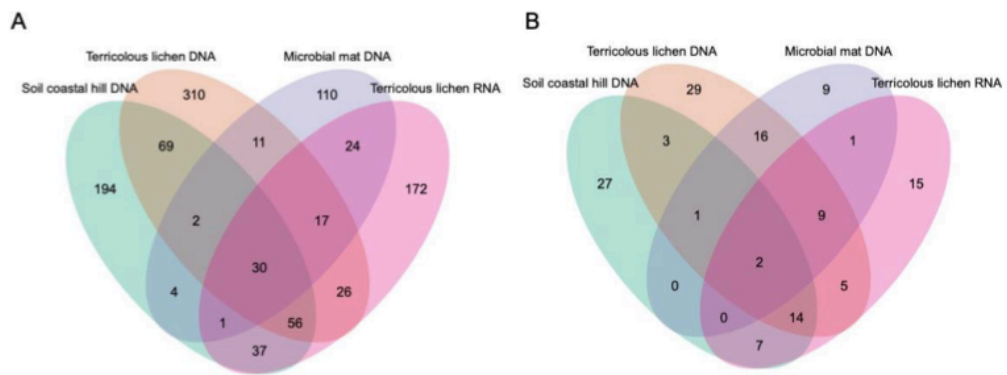 A
Terricolous lichen DNA Microbial mat DNA
Soil coastal hill DNA Terricolous lichen RNA
310 110
69 11 24
194 172
2 17
30
4 26
1 56
37
B
Terricolous lichen DNA Microbial mat DNA
Soil coastal hill DNA Terricolous lichen RNA
29 9
3 16 1
27 15
1 9
2
0 5
0 14
7